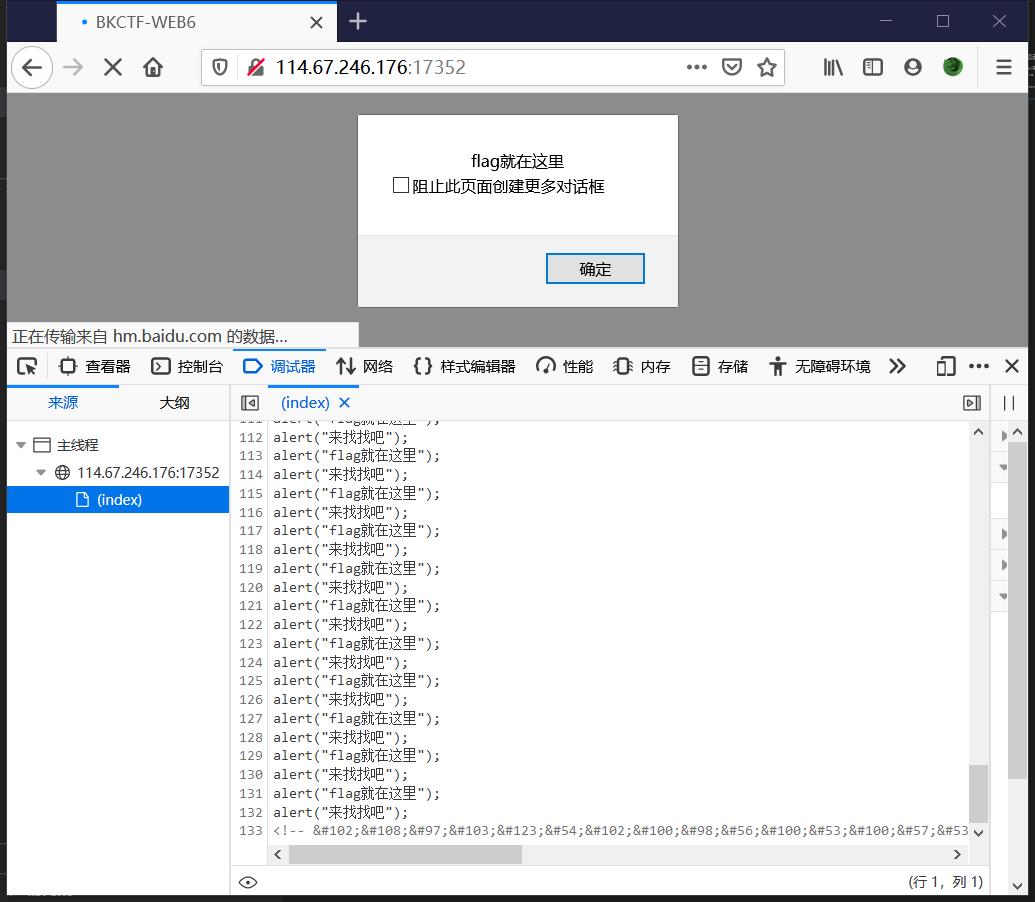 BKCTF-WEB6
114.67.246.176:17352
flag就在这里
阻止此页面创建更多对话框
确定
正在传输来自 hm.baidu.com 的数据...
查看器 控制台 调试器 网络 样式编辑器 性能 内存 存储 无障碍环境
来源 大纲 (index)
主线程
114.67.246.176:17352
(index)
111 alert("flag就在这里");
112 alert("来找找吧");
113 alert("flag就在这里");
114 alert("来找找吧");
115 alert("flag就在这里");
116 alert("来找找吧");
117 alert("flag就在这里");
118 alert("来找找吧");
119 alert("flag就在这里");
120 alert("来找找吧");
121 alert("flag就在这里");
122 alert("来找找吧");
123 alert("flag就在这里");
124 alert("来找找吧");
125 alert("flag就在这里");
126 alert("来找找吧");
127 alert("flag就在这里");
128 alert("来找找吧");
129 alert("flag就在这里");
130 alert("来找找吧");
131 alert("flag就在这里");
132 alert("来找找吧");
133 <!-- &#102;&#108;&#97;&#103;&#123;&#54;&#102;&#100;&#98;&#56;&#100;&#53;&#100;&#57;&#53
(行 1，列 1)